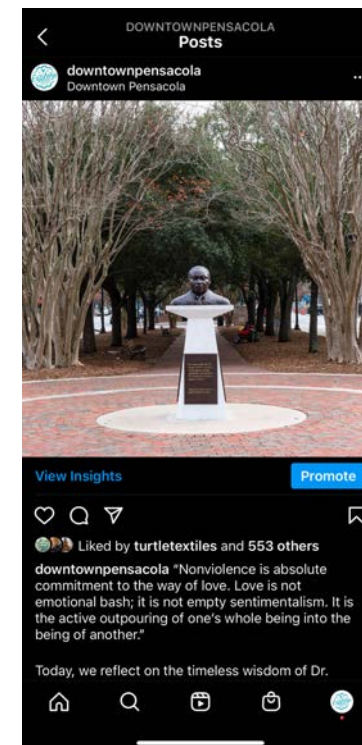 DOWNTOWNPENSACOLA
Posts
downtownpensacola
Downtown Pensacola
View Insights
Promote
Liked by turtletextiles and 553 others
downtownpensacola "Nonviolence is absolute
commitment to the way of love. Love is not
emotional bash; it is not empty sentimentalism. It is
the active outpouring of one's whole being into the
being of another."
Today, we reflect on the timeless wisdom of Dr.